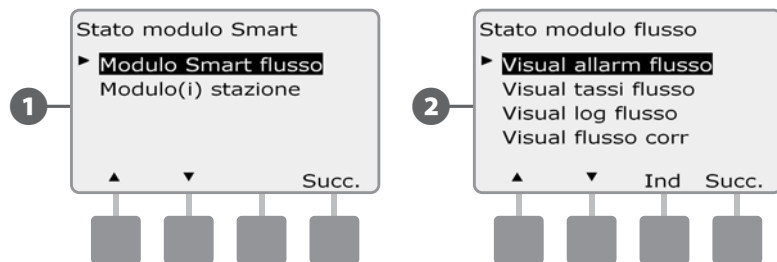 1
Stato modulo Smart
► Modulo Smart flusso
Modulo(i) stazione
▲ ▼ Succ.
2
Stato modulo flusso
► Visual allarm flusso
Visual tassi flusso
Visual log flusso
Visual flusso corr
▲ ▼ Ind Succ.